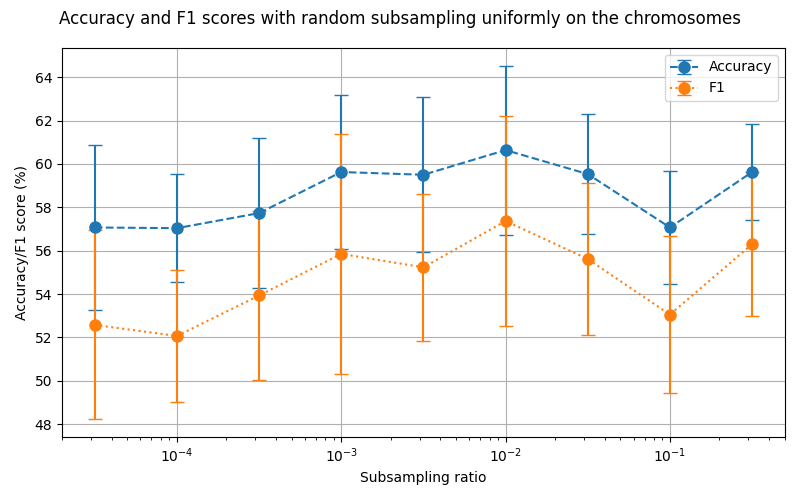 Accuracy and F1 scores with random subsampling uniformly on the chromosomes
Accuracy
F1
Accuracy/F1 score (%)
64
62
60
58
56
54
52
50
48
10⁻⁴
10⁻³
10⁻²
10⁻¹
Subsampling ratio